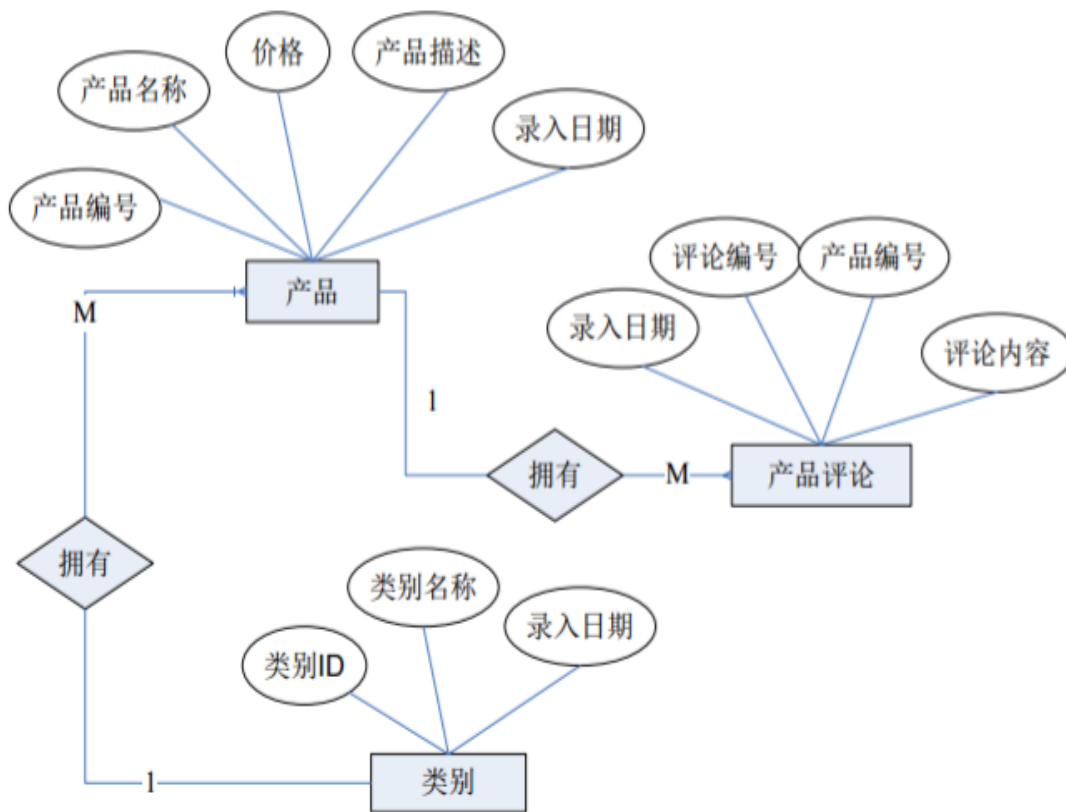 价格
产品描述
产品名称
录入日期
产品编号
产品
评论编号
产品编号
录入日期
评论内容
M
1
拥有
M
产品评论
拥有
类别名称
录入日期
类别ID
1
类别